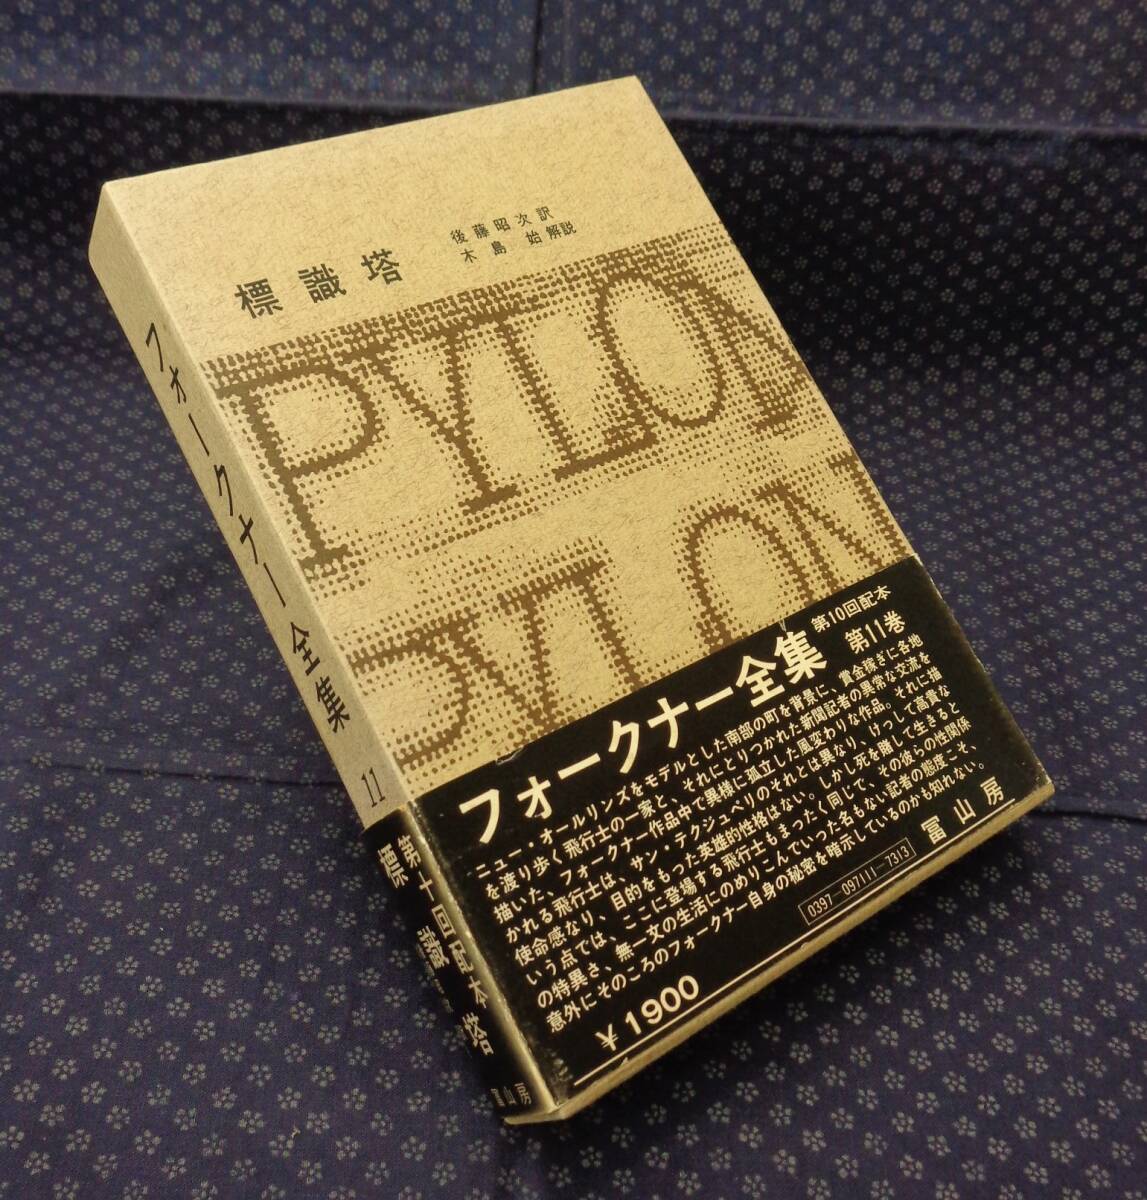 標識塔
後藤昭次訳
木島 始解説
PYLON
PYLON
フォークナー全集
11
フォークナー全集
第10回配本
第11巻
ニュー・オールリンズをモデルとした南部の町を背景に、賞金稼ぎに各地
を渡り歩く飛行士の一家と、それにとりつかれた新聞記者の異常な交流を
描いた、フォークナー作品中で異様に孤立した風変わりな作品。それに描
かれる飛行士は、サン・テクジュペリのそれとは異なり、けっして高貴な
使命感なり、目的をもった英雄的性格はない。しかし死を賭して生きると
いう点では、ここに登場する飛行士もまったく同じて、その彼らの性関係
の特異さ、無一文の生活にのめりこんていった名もない記者の態度こそ、
意外にそのころのフォークナー自身の秘密を暗示しているのかも知れない。
0397―097111―7313
冨山房
¥1900
第十回配本
標識塔
冨山房